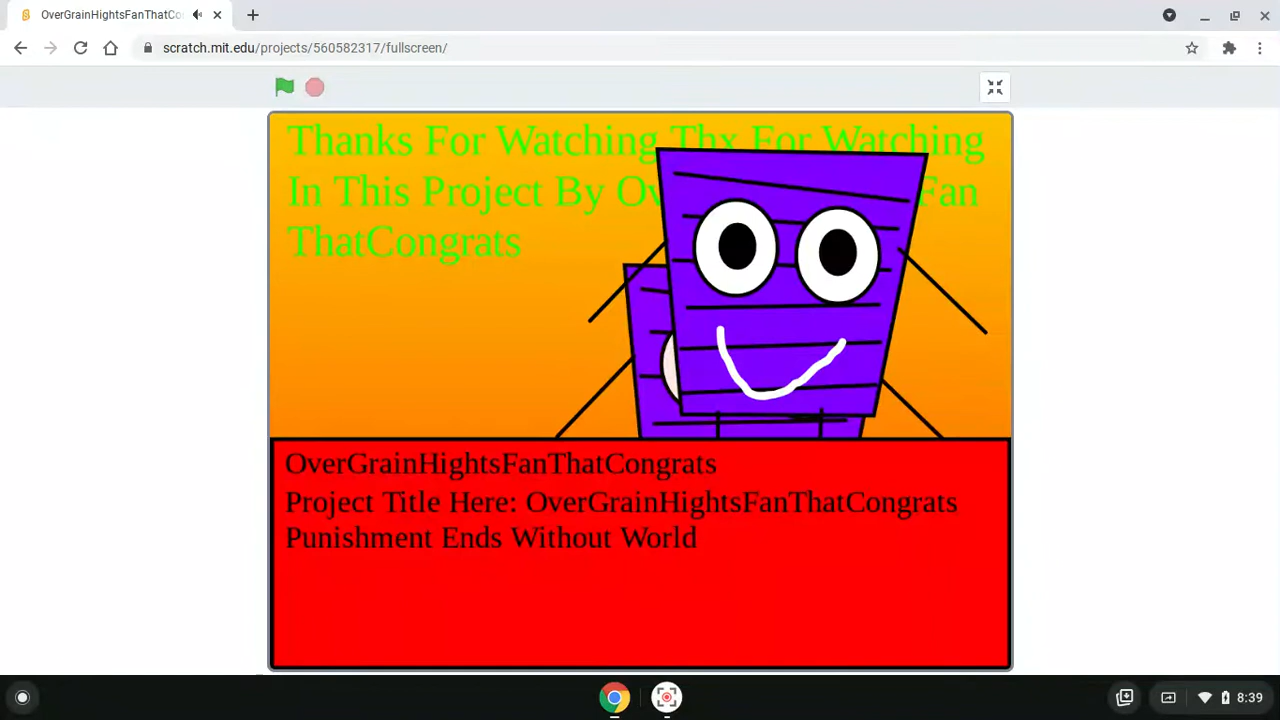 OverGrainHightsFanThatCo
scratch.mit.edu/projects/560582317/fullscreen/
Thanks For Watching Thx For Watching
In This Project By Ov Fan
ThatCongrats
OverGrainHightsFanThatCongrats
Project Title Here: OverGrainHightsFanThatCongrats
Punishment Ends Without World
8:39